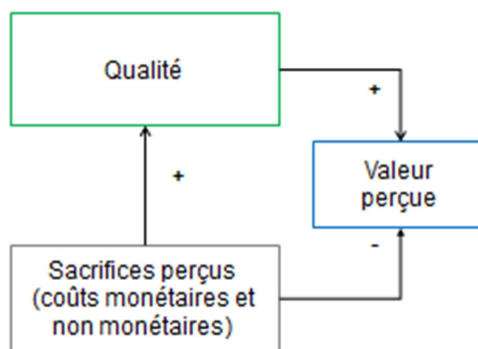 Qualité
+
+
Valeur
perçue
-
Sacrifices perçus
(coûts monétaires et
non monétaires)